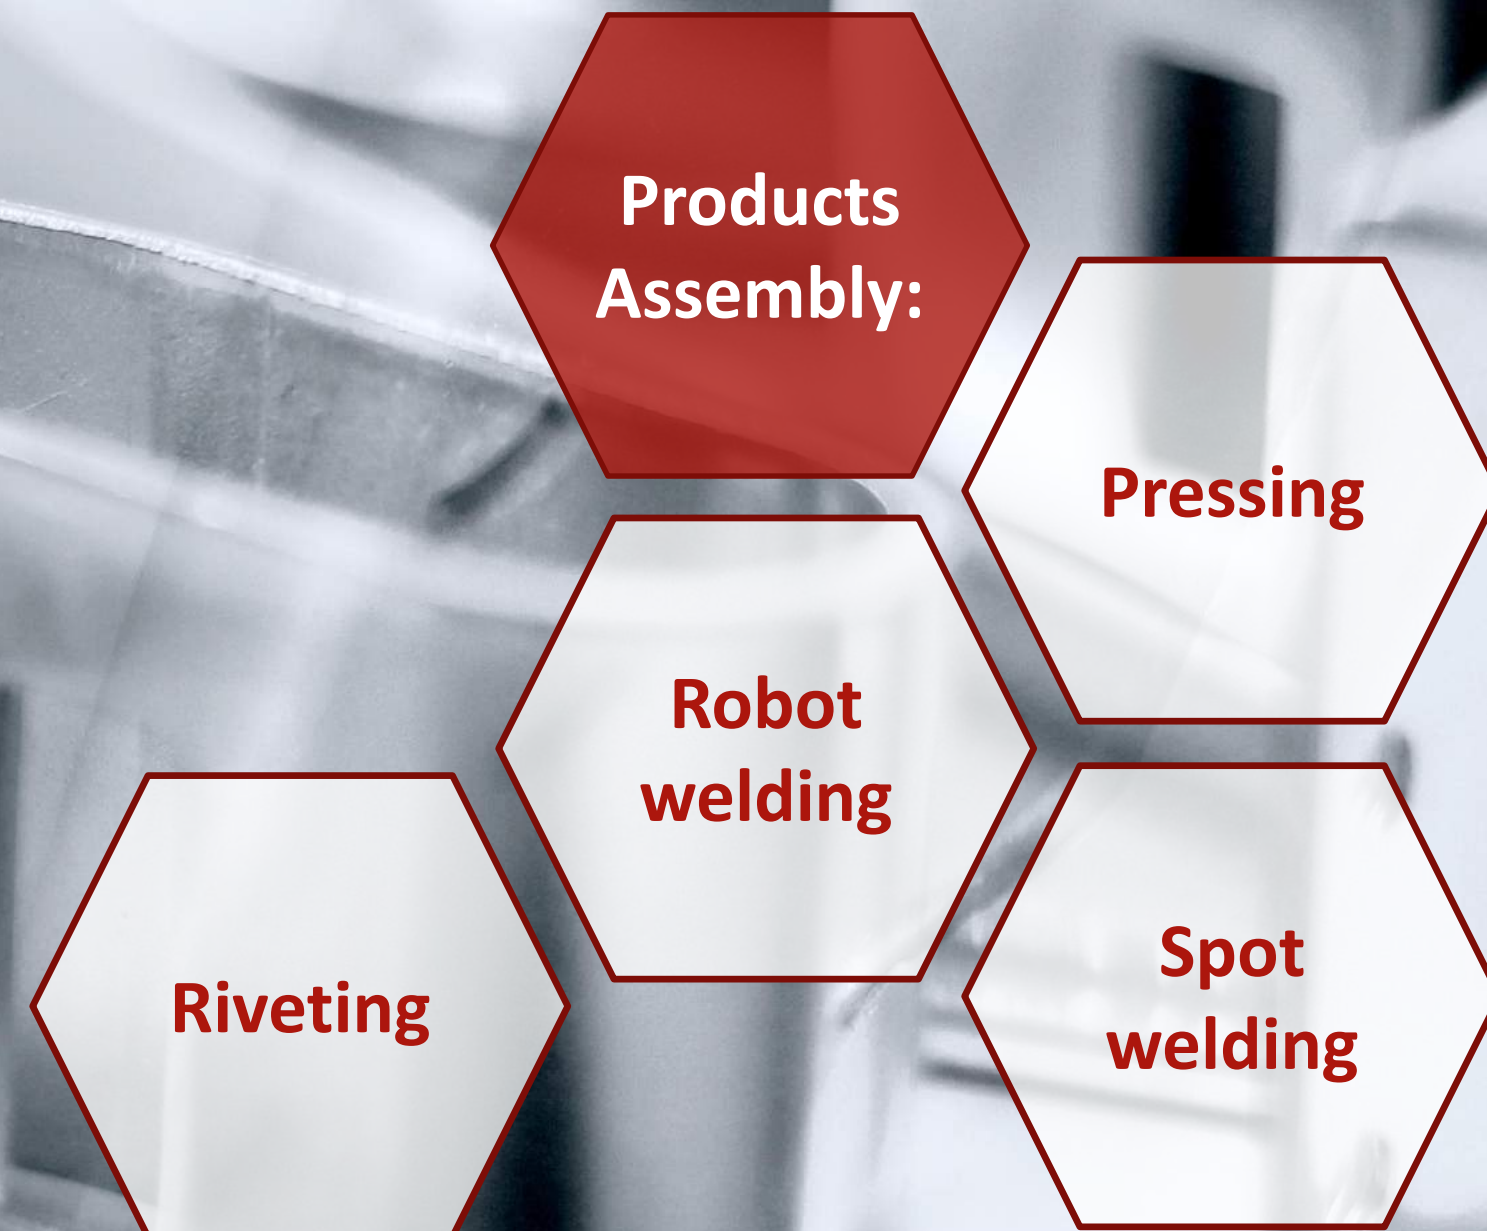 Products
Assembly:
Pressing
Robot
welding
Riveting
Spot
welding